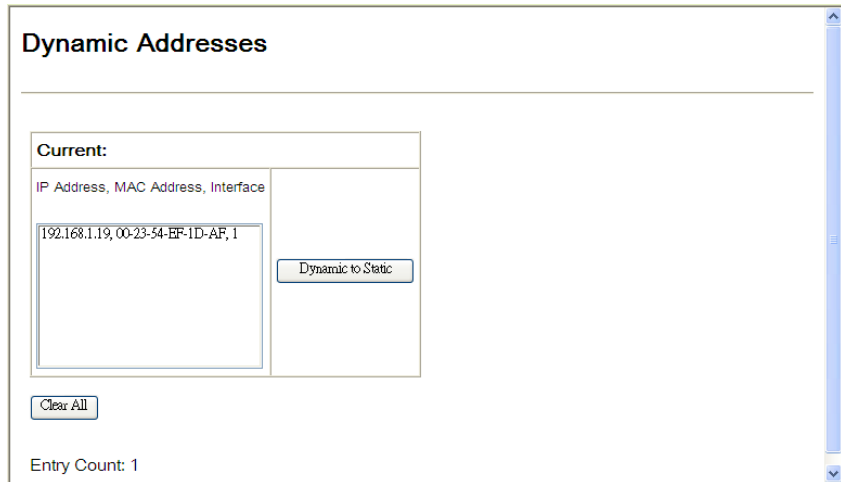 Dynamic Addresses
Current:
IP Address, MAC Address, Interface
192.168.1.19, 00-23-54-EF-1D-AF, 1
Dynamic to Static
Clear All
Entry Count: 1